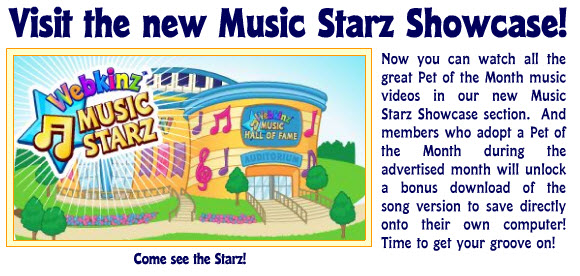 Visit the new Music Starz Showcase!
Webkinz™
MUSIC
STARZ
Webkinz
MUSIC
HALL OF FAME
AUDITORIUM
Come see the Starz!
Now you can watch all the
great Pet of the Month music
videos in our new Music
Starz Showcase section. And
members who adopt a Pet of
the Month during the
advertised month will unlock
a bonus download of the
song version to save directly
onto their own computer!
Time to get your groove on!